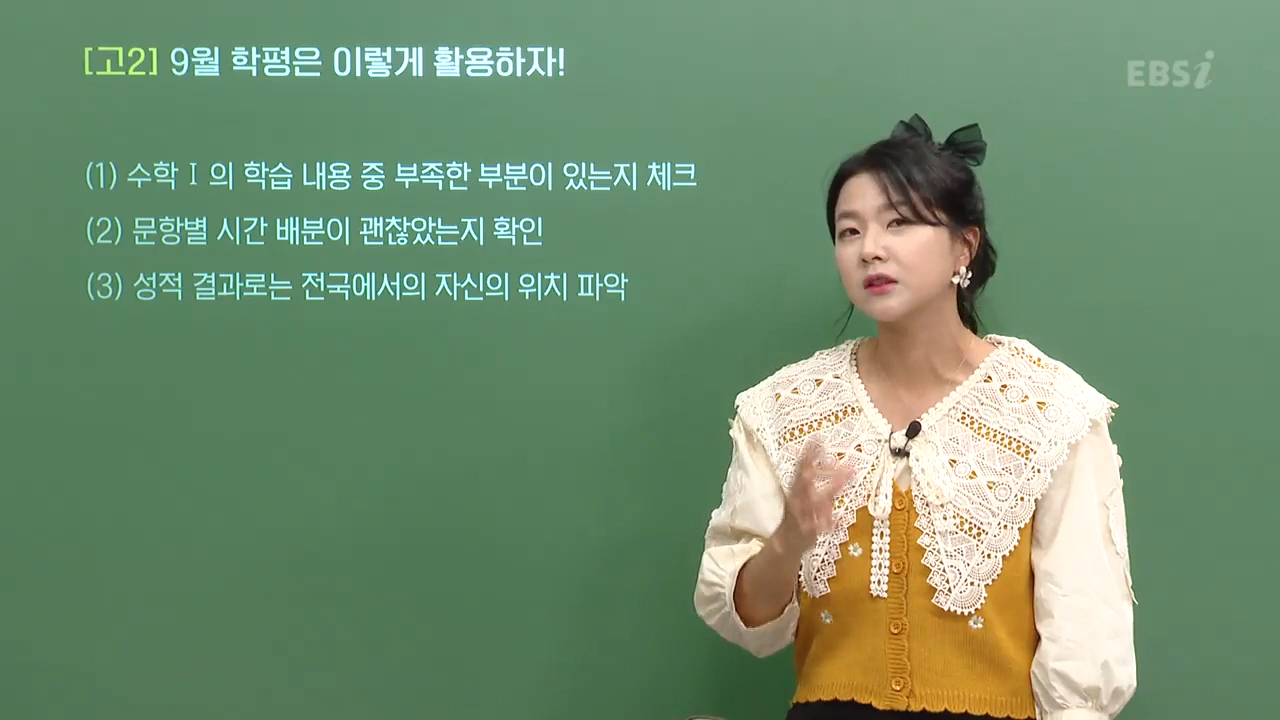 [고2] 9월 학평은 이렇게 활용하자!
EBSi
(1) 수학Ⅰ의 학습 내용 중 부족한 부분이 있는지 체크
(2) 문항별 시간 배분이 괜찮았는지 확인
(3) 성적 결과로는 전국에서의 자신의 위치 파악